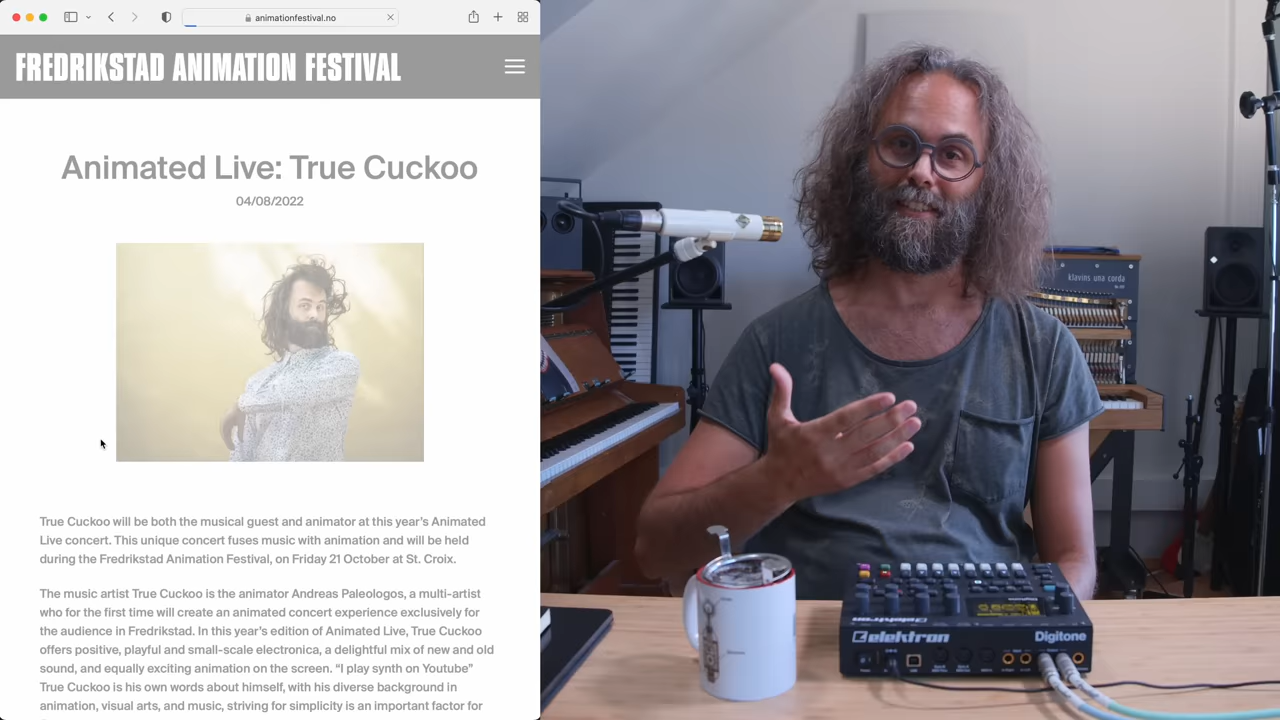 animationfestival.no
FREDRIKSTAD ANIMATION FESTIVAL
Animated Live: True Cuckoo
04/08/2022
True Cuckoo will be both the musical guest and animator at this year's Animated
Live concert. This unique concert fuses music with animation and will be held
during the Fredrikstad Animation Festival, on Friday 21 October at St. Croix.
The music artist True Cuckoo is the animator Andreas Paleologos, a multi-artist
who for the first time will create an animated concert experience exclusively for
the audience in Fredrikstad. In this year's edition of Animated Live, True Cuckoo
offers positive, playful and small-scale electronica, a delightful mix of new and old
sound, and equally exciting animation on the screen. “I play synth on Youtube”
True Cuckoo is his own words about himself, with his diverse background in
animation, visual arts, and music, striving for simplicity is an important factor for
klavins una corda
elektron
Digitone